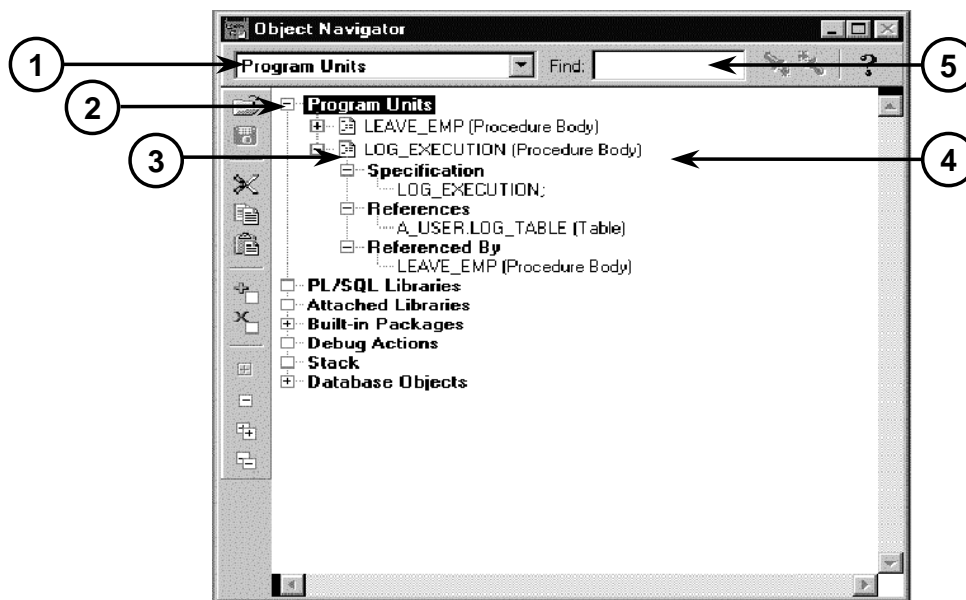 Object Navigator
1
Program Units
Find:
5
2
Program Units
LEAVE_EMP (Procedure Body)
3
LOG_EXECUTION (Procedure Body)
4
Specification
LOG_EXECUTION;
References
A_USER.LOG_TABLE (Table)
Referenced By
LEAVE_EMP (Procedure Body)
PL/SQL Libraries
Attached Libraries
Built-in Packages
Debug Actions
Stack
Database Objects